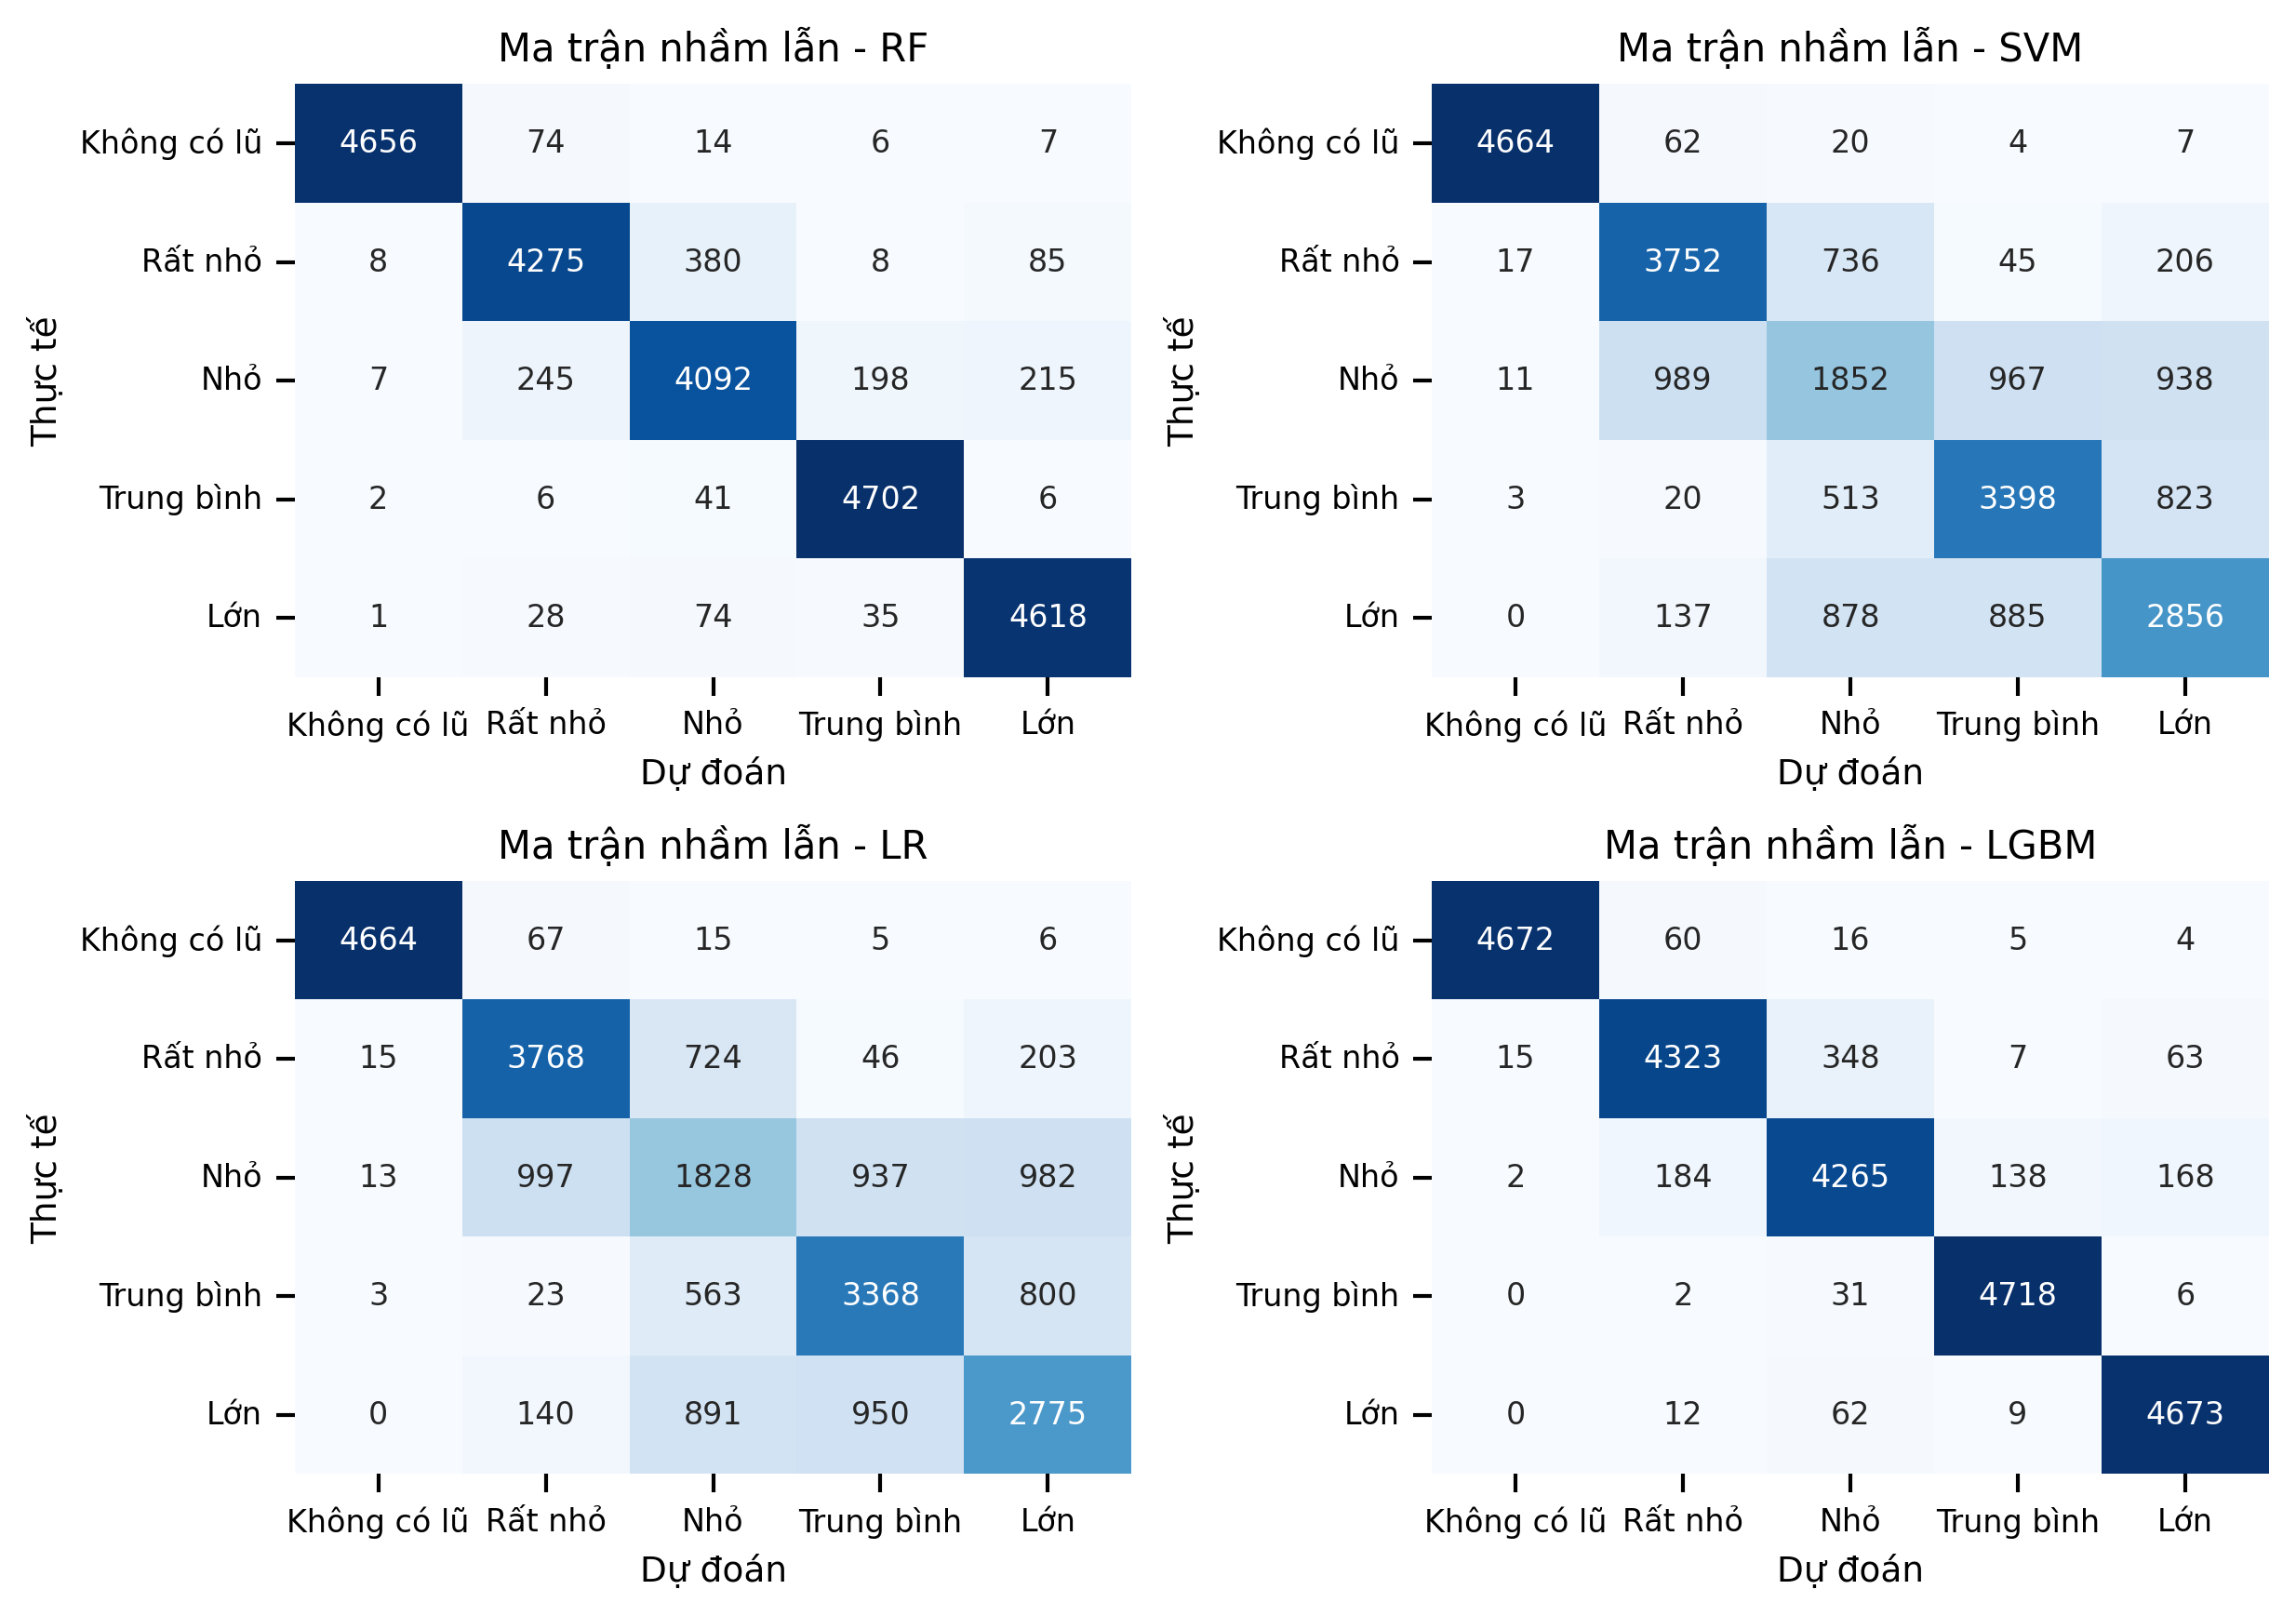 Ma trận nhầm lẫn - RF
Thực tế
Không có lũ 4656 74 14 6 7
Rất nhỏ 8 4275 380 8 85
Nhỏ 7 245 4092 198 215
Trung bình 2 6 41 4702 6
Lớn 1 28 74 35 4618
Không có lũ Rất nhỏ Nhỏ Trung bình Lớn
Dự đoán
Ma trận nhầm lẫn - SVM
Thực tế
Không có lũ 4664 62 20 4 7
Rất nhỏ 17 3752 736 45 206
Nhỏ 11 989 1852 967 938
Trung bình 3 20 513 3398 823
Lớn 0 137 878 885 2856
Không có lũ Rất nhỏ Nhỏ Trung bình Lớn
Dự đoán
Ma trận nhầm lẫn - LR
Thực tế
Không có lũ 4664 67 15 5 6
Rất nhỏ 15 3768 724 46 203
Nhỏ 13 997 1828 937 982
Trung bình 3 23 563 3368 800
Lớn 0 140 891 950 2775
Không có lũ Rất nhỏ Nhỏ Trung bình Lớn
Dự đoán
Ma trận nhầm lẫn - LGBM
Thực tế
Không có lũ 4672 60 16 5 4
Rất nhỏ 15 4323 348 7 63
Nhỏ 2 184 4265 138 168
Trung bình 0 2 31 4718 6
Lớn 0 12 62 9 4673
Không có lũ Rất nhỏ Nhỏ Trung bình Lớn
Dự đoán